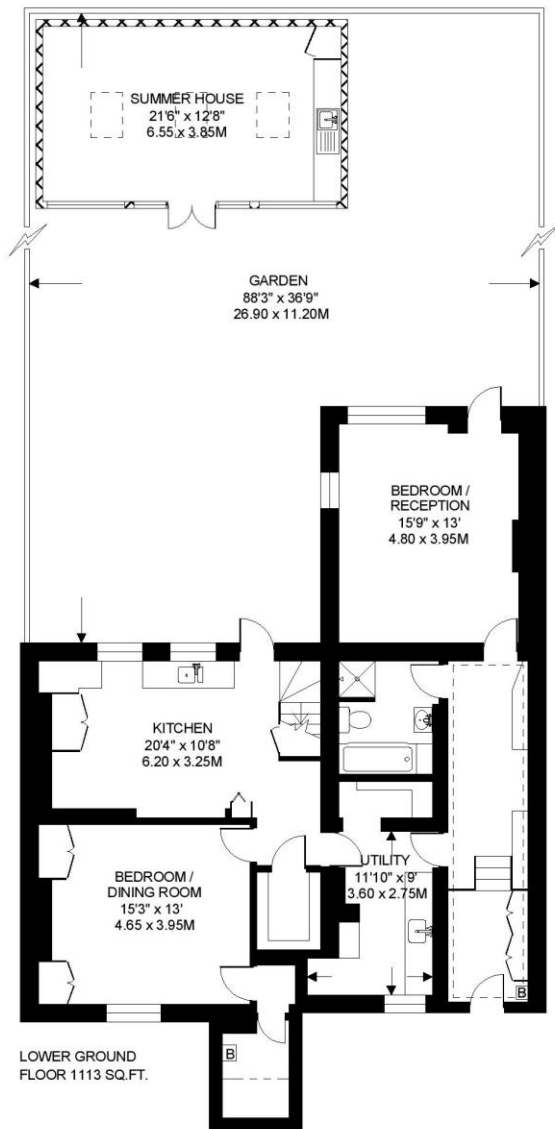 SUMMER HOUSE
21'6" x 12'8"
6.55 x 3.85M
GARDEN
88'3" x 36'9"
26.90 x 11.20M
BEDROOM /
RECEPTION
15'9" x 13'
4.80 x 3.95M
KITCHEN
20'4" x 10'8"
6.20 x 3.25M
BEDROOM /
DINING ROOM
15'3" x 13'
4.65 x 3.95M
UTILITY
11'10" x 9'
3.60 x 2.75M
B
B
LOWER GROUND
FLOOR 1113 SQ.FT.